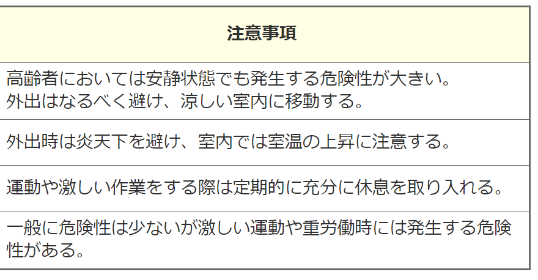 注意事項
高齢者においては安静状態でも発生する危険性が大きい。
外出はなるべく避け、涼しい室内に移動する。
外出時は炎天下を避け、室内では室温の上昇に注意する。
運動や激しい作業をする際は定期的に充分に休息を取り入れる。
一般に危険性は少ないが激しい運動や重労働時には発生する危険
性がある。